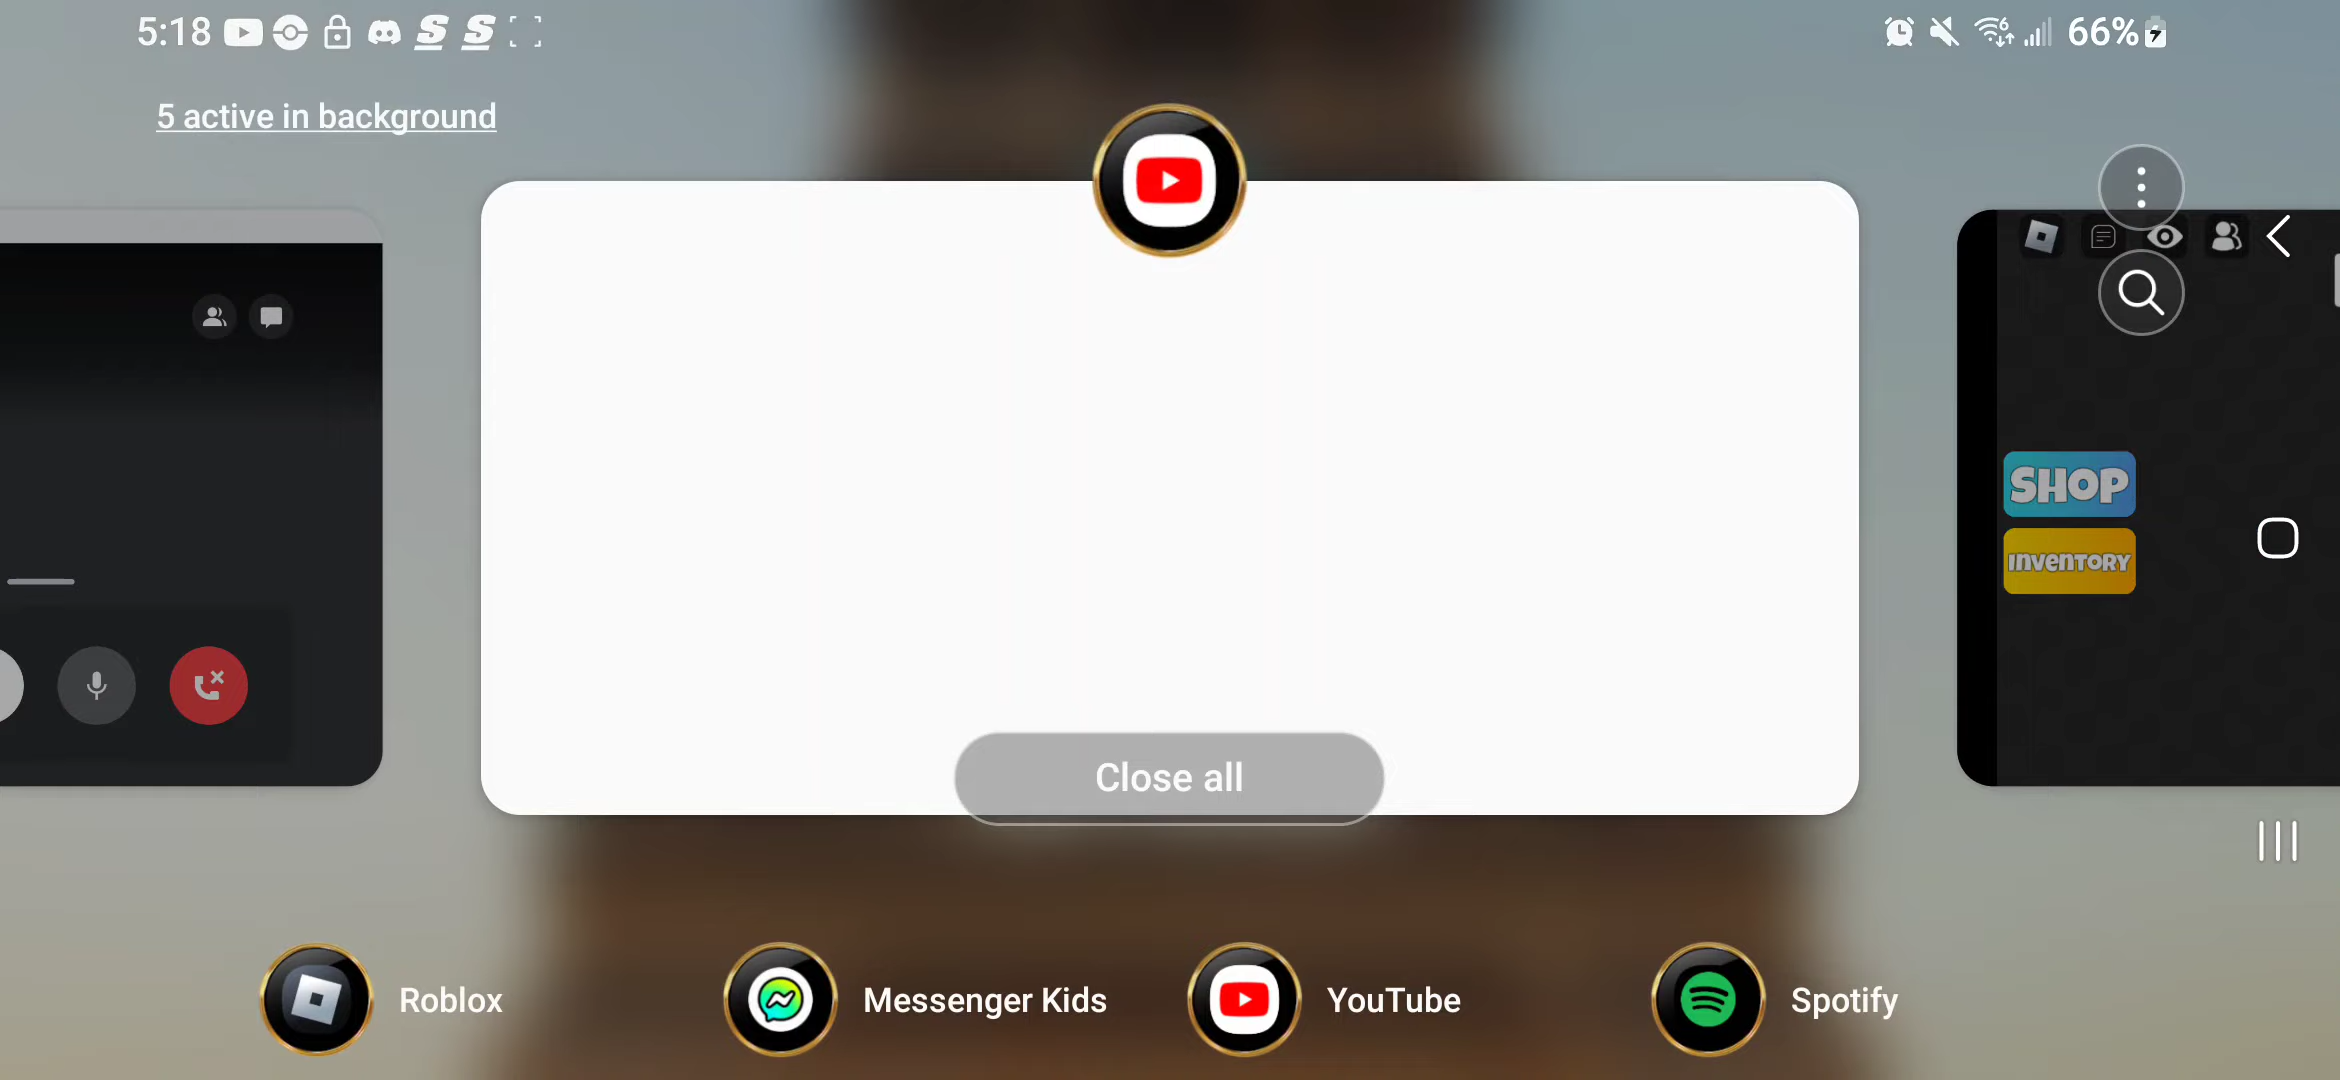 5:18
66%
5 active in background
SHOP
INVENTORY
Close all
Roblox
Messenger Kids
YouTube
Spotify